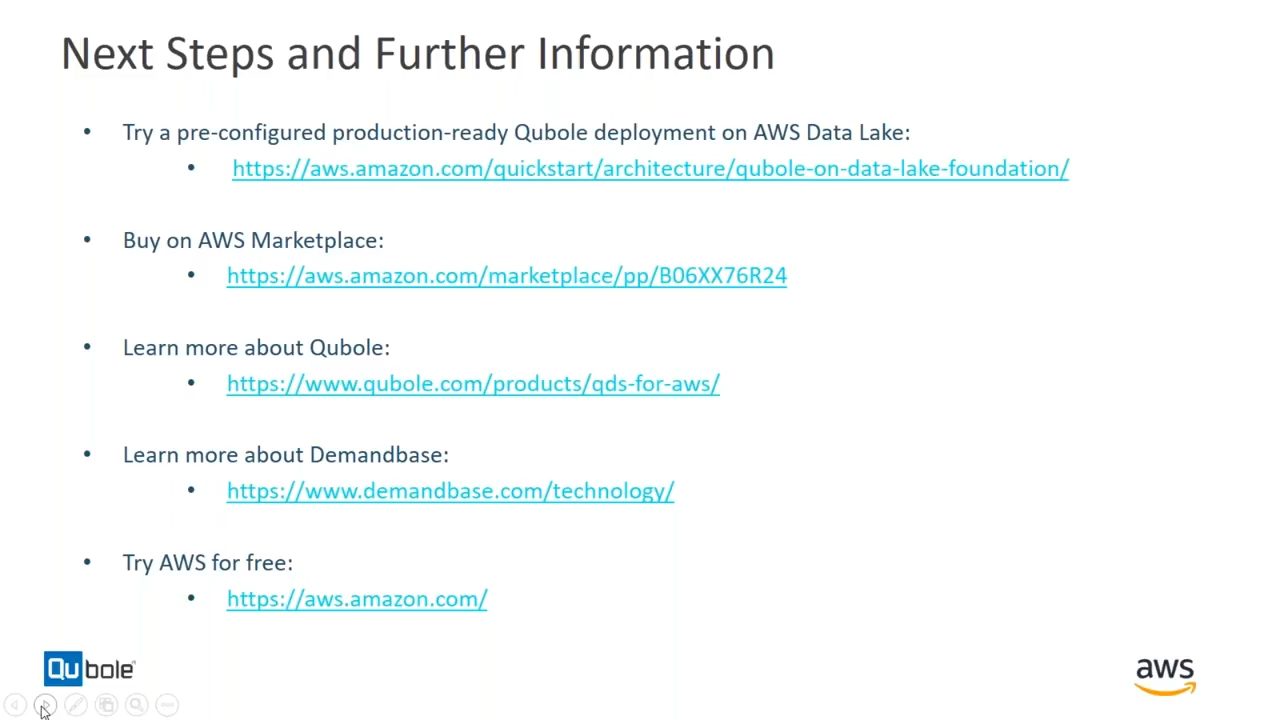 Next Steps and Further Information
• Try a pre-configured production-ready Qubole deployment on AWS Data Lake:
• https://aws.amazon.com/quickstart/architecture/qubole-on-data-lake-foundation/
• Buy on AWS Marketplace:
• https://aws.amazon.com/marketplace/pp/B06XX76R24
• Learn more about Qubole:
• https://www.qubole.com/products/qds-for-aws/
• Learn more about Demandbase:
• https://www.demandbase.com/technology/
• Try AWS for free:
• https://aws.amazon.com/
Qubole
aws